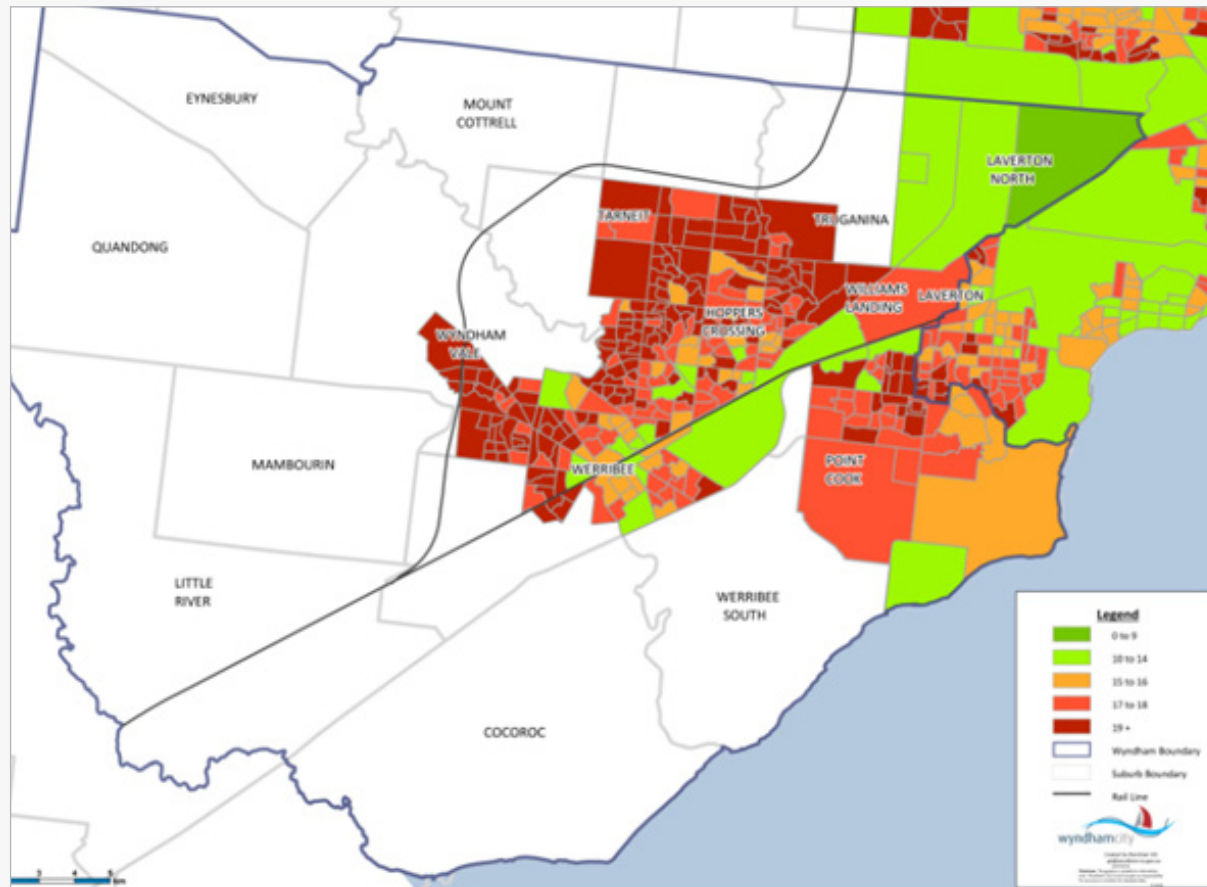 EYNESBURY
MOUNT
COTTRELL
LAVERTON
NORTH
TARNEIT
TRUGANINA
QUANDONG
WILLIAMS
LANDING
LAVERTON
HOPPERS
CROSSING
WYNDHAM
VALE
MAMBOURIN
WERRIBEE
POINT
COOK
LITTLE
RIVER
WERRIBEE
SOUTH
COCOROC
Legend
0 to 9
10 to 14
15 to 16
17 to 18
19 +
Wyndham Boundary
Suburb Boundary
Rail Line
wyndhamcity